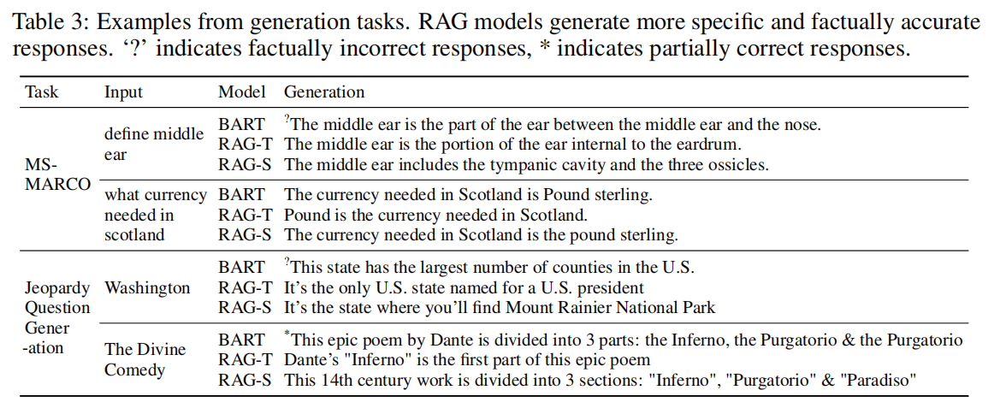 Table 3: Examples from generation tasks. RAG models generate more specific and factually accurate
responses. ‘?’ indicates factually incorrect responses, * indicates partially correct responses.
Task Input Model Generation
MS-
MARCO
define middle
ear
BART ?The middle ear is the part of the ear between the middle ear and the nose.
RAG-T The middle ear is the portion of the ear internal to the eardrum.
RAG-S The middle ear includes the tympanic cavity and the three ossicles.
what currency
needed in
scotland
BART The currency needed in Scotland is Pound sterling.
RAG-T Pound is the currency needed in Scotland.
RAG-S The currency needed in Scotland is the pound sterling.
Jeopardy
Question
Gener
-ation
Washington
BART ?This state has the largest number of counties in the U.S.
RAG-T It’s the only U.S. state named for a U.S. president
RAG-S It’s the state where you’ll find Mount Rainier National Park
The Divine
Comedy
BART *This epic poem by Dante is divided into 3 parts: the Inferno, the Purgatorio & the Purgatorio
RAG-T Dante’s "Inferno" is the first part of this epic poem
RAG-S This 14th century work is divided into 3 sections: "Inferno", "Purgatorio" & "Paradiso"